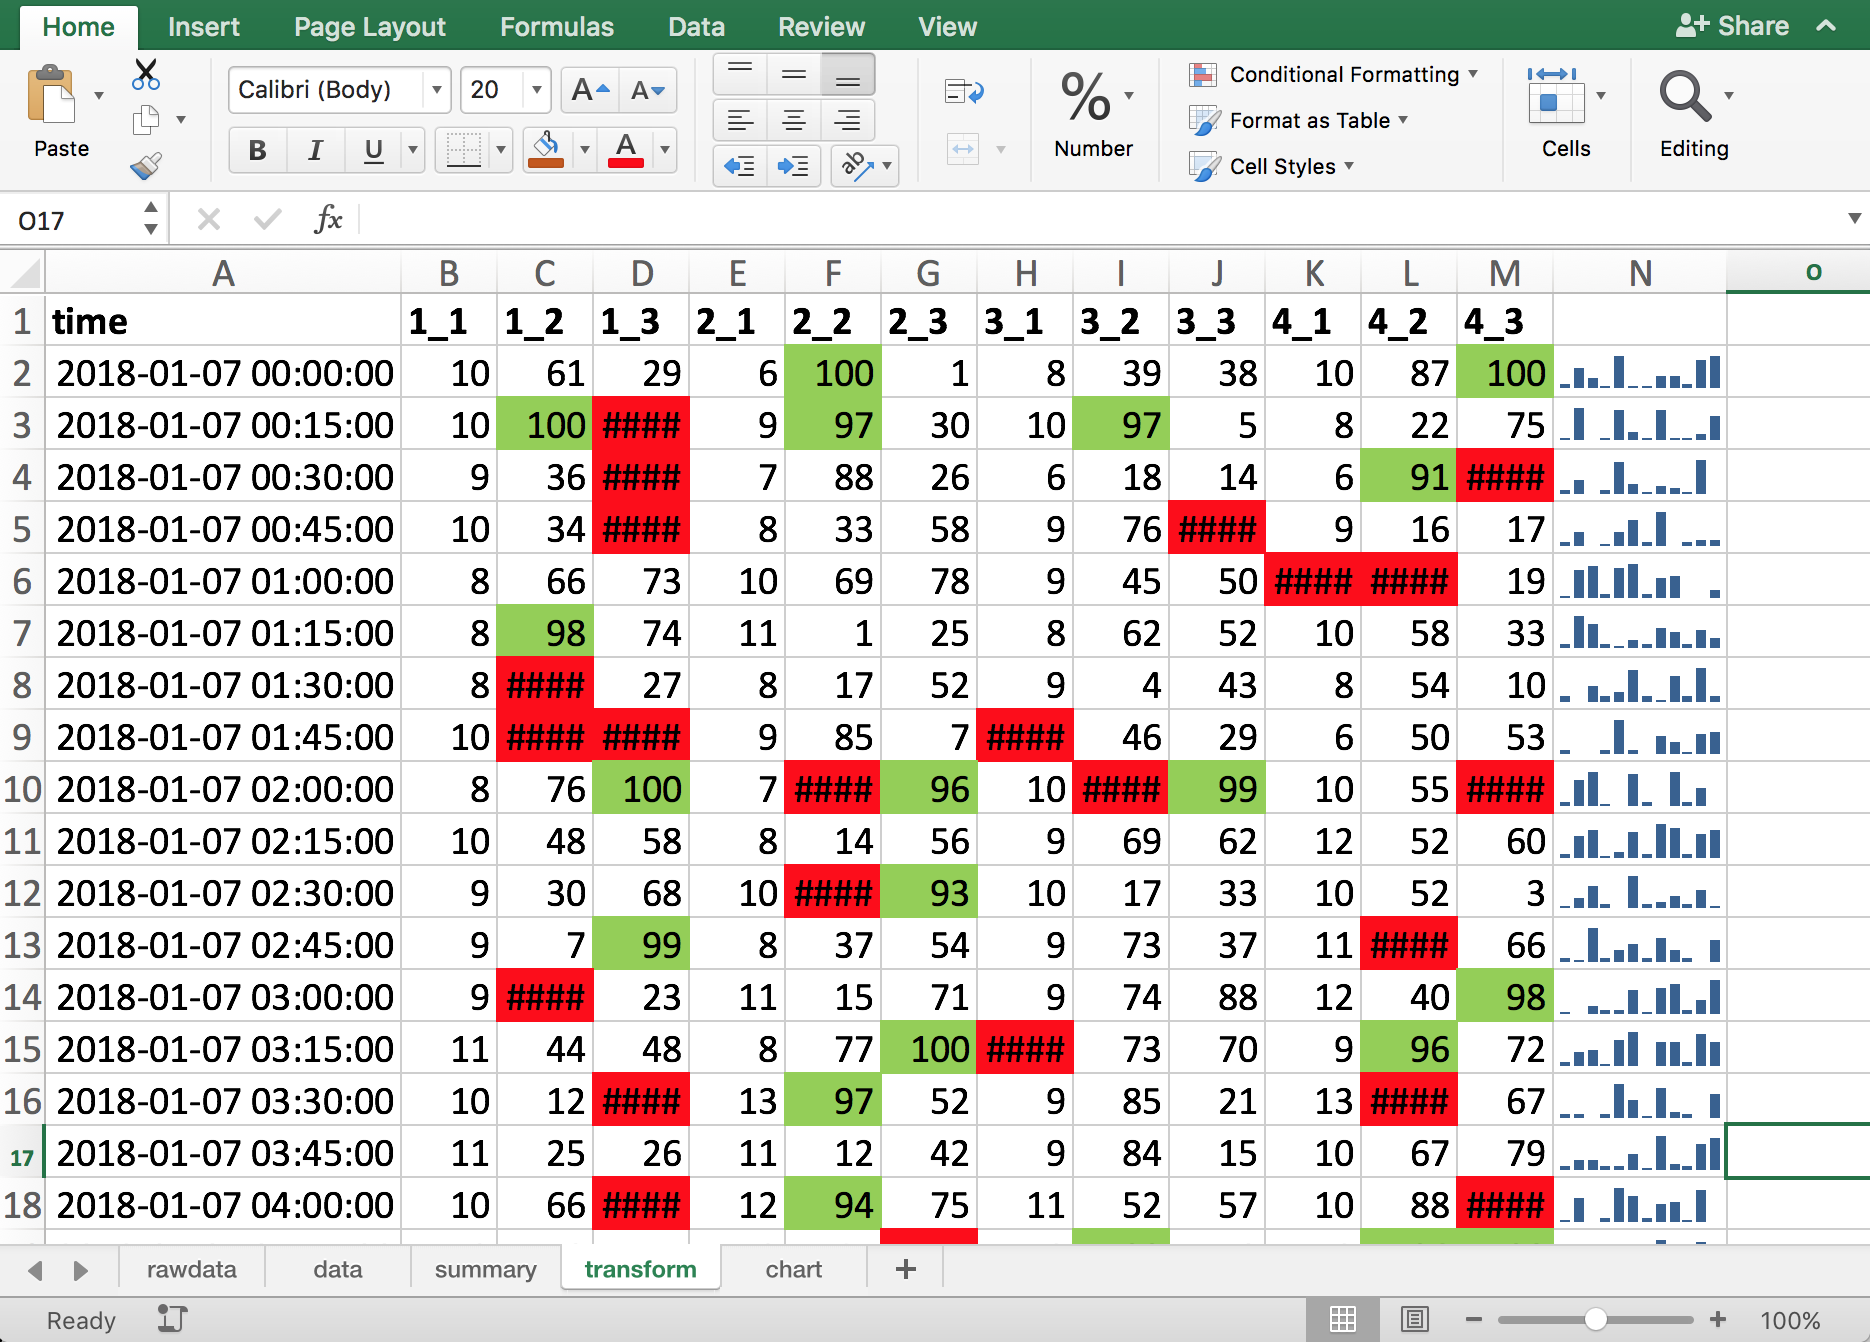 Home Insert Page Layout Formulas Data Review View Share
Paste Calibri (Body) 20 A A Number Conditional Formatting Cells Editing
B I U A ab % Format as Table
Cell Styles
O17 fx
A B C D E F G H I J K L M N O
1 time 1_1 1_2 1_3 2_1 2_2 2_3 3_1 3_2 3_3 4_1 4_2 4_3
2 2018-01-07 00:00:00 10 61 29 6 100 1 8 39 38 10 87 100
3 2018-01-07 00:15:00 10 100 #### 9 97 30 10 97 5 8 22 75
4 2018-01-07 00:30:00 9 36 #### 7 88 26 6 18 14 6 91 ####
5 2018-01-07 00:45:00 10 34 #### 8 33 58 9 76 #### 9 16 17
6 2018-01-07 01:00:00 8 66 73 10 69 78 9 45 50 #### #### 19
7 2018-01-07 01:15:00 8 98 74 11 1 25 8 62 52 10 58 33
8 2018-01-07 01:30:00 8 #### 27 8 17 52 9 4 43 8 54 10
9 2018-01-07 01:45:00 10 #### #### 9 85 7 #### 46 29 6 50 53
10 2018-01-07 02:00:00 8 76 100 7 #### 96 10 #### 99 10 55 ####
11 2018-01-07 02:15:00 10 48 58 8 14 56 9 69 62 12 52 60
12 2018-01-07 02:30:00 9 30 68 10 #### 93 10 17 33 10 52 3
13 2018-01-07 02:45:00 9 7 99 8 37 54 9 73 37 11 #### 66
14 2018-01-07 03:00:00 9 #### 23 11 15 71 9 74 88 12 40 98
15 2018-01-07 03:15:00 11 44 48 8 77 100 #### 73 70 9 96 72
16 2018-01-07 03:30:00 10 12 #### 13 97 52 9 85 21 13 #### 67
17 2018-01-07 03:45:00 11 25 26 11 12 42 9 84 15 10 67 79
18 2018-01-07 04:00:00 10 66 #### 12 94 75 11 52 57 10 88 ####
rawdata data summary transform chart +
Ready 100%